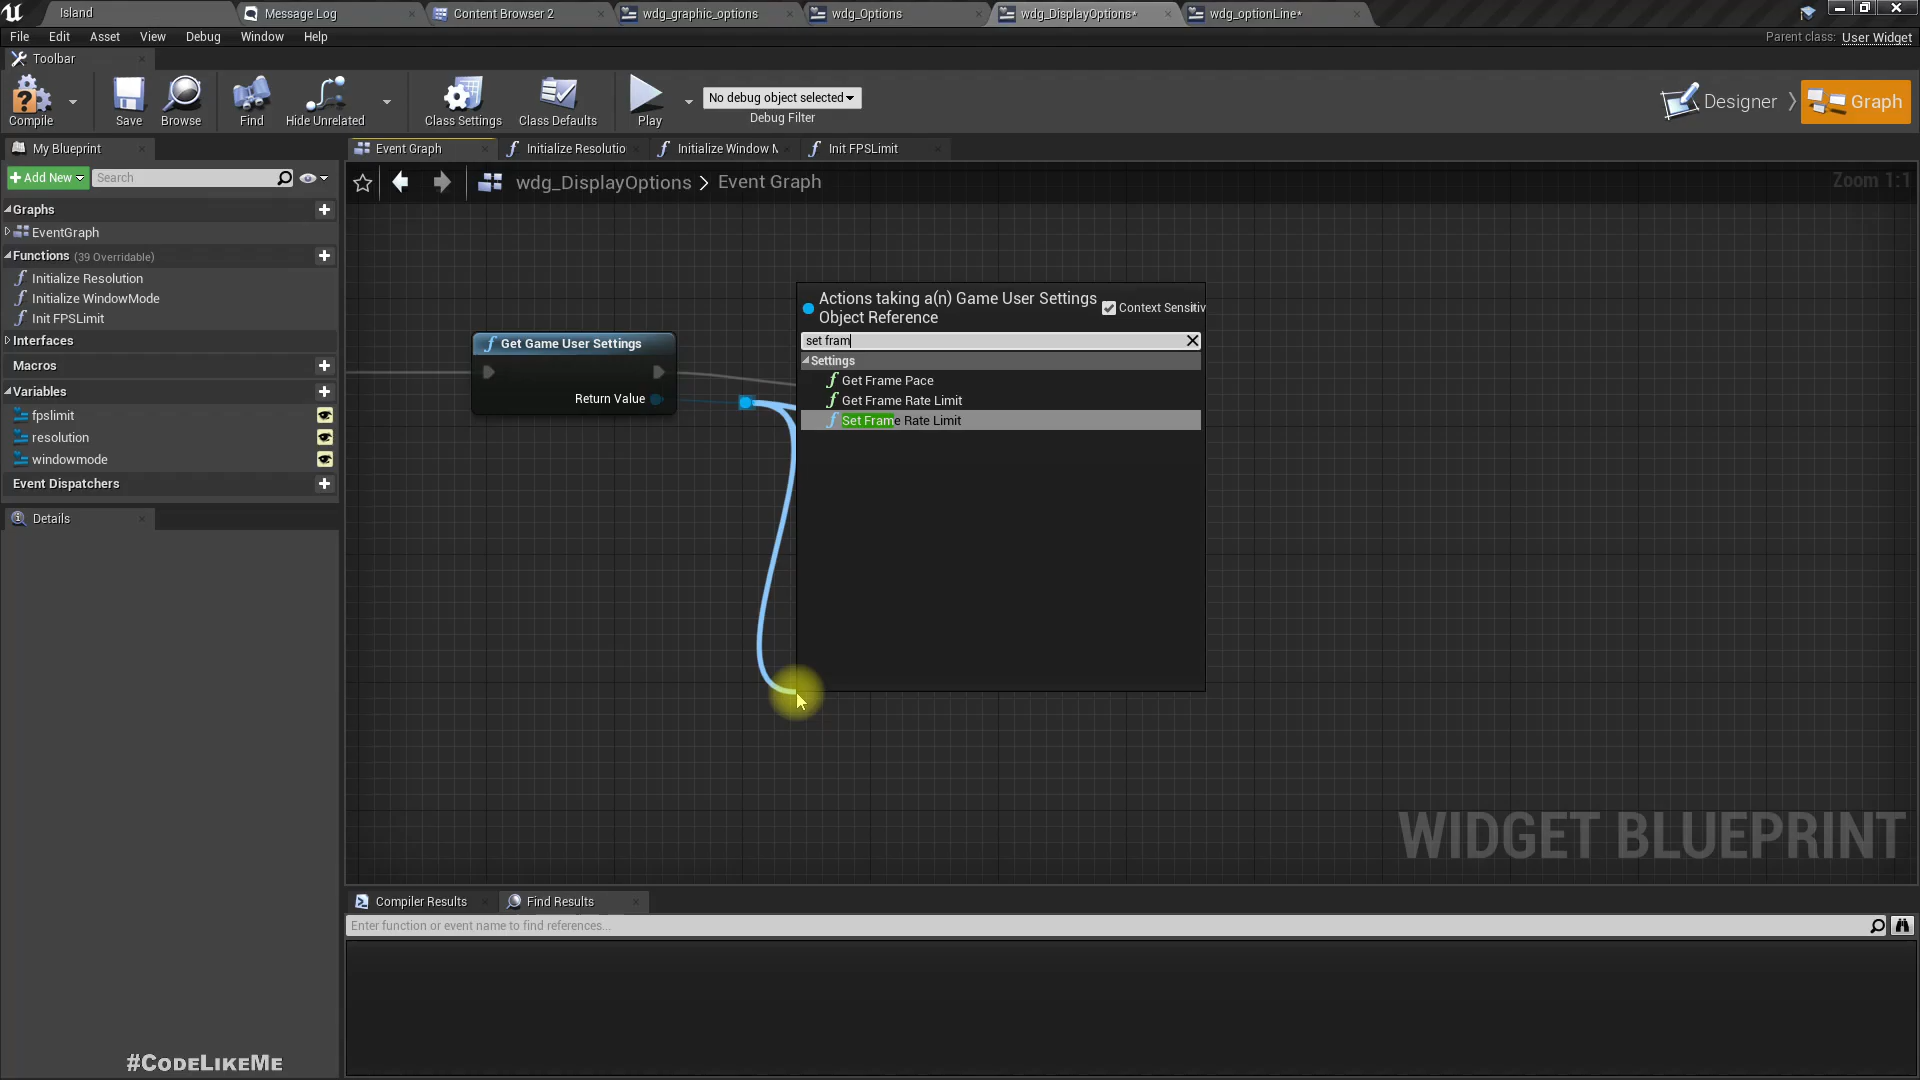 Island
Message Log
Content Browser 2
wdg_graphic_options
wdg_Options
wdg_DisplayOptions*
wdg_optionLine*
File
Edit
Asset
View
Debug
Window
Help
Parent class: User Widget
Toolbar
Compile
Save
Browse
Find
Hide Unrelated
Class Settings
Class Defaults
Play
No debug object selected
Debug Filter
Designer
Graph
My Blueprint
Event Graph
Initialize Resolutio
Initialize Window M
Init FPSLimit
+Add New
Search
wdg_DisplayOptions > Event Graph
Zoom 1:1
Graphs
EventGraph
Functions (39 Overridable)
Initialize Resolution
Initialize WindowMode
Init FPSLimit
Interfaces
Macros
Variables
fpslimit
resolution
windowmode
Event Dispatchers
Details
Get Game User Settings
Return Value
Actions taking a(n) Game User Settings
Object Reference
Context Sensitiv
set fram
Settings
Get Frame Pace
Get Frame Rate Limit
Set Frame Rate Limit
WIDGET BLUEPRINT
Compiler Results
Find Results
Enter function or event name to find references...
#CodeLikeMe